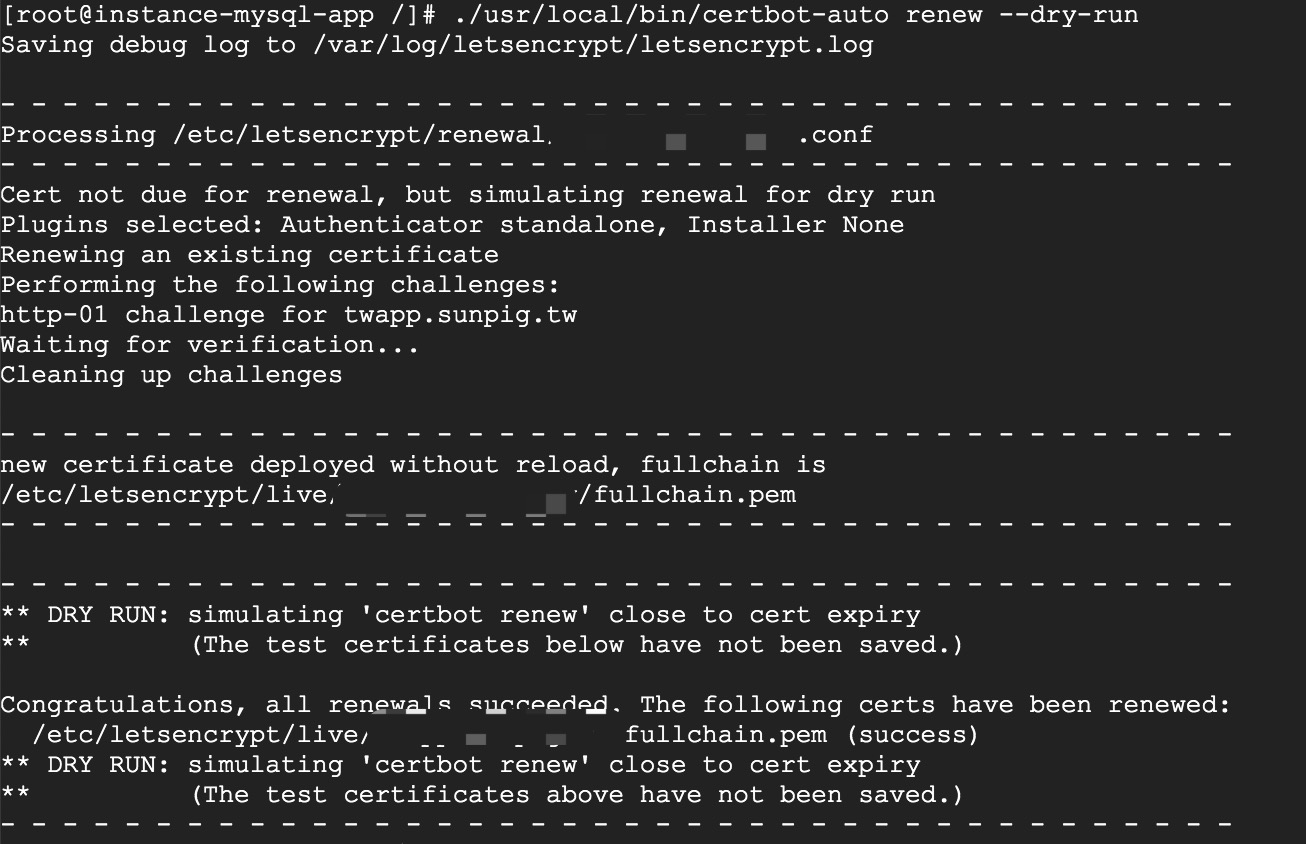 [root@instance-mysql-app /]# ./usr/local/bin/certbot-auto renew --dry-run
Saving debug log to /var/log/letsencrypt/letsencrypt.log
- - - - - - - - - - - - - - - - - - - - - - - - - - - - - - - - - - - - - - - -
Processing /etc/letsencrypt/renewal .conf
- - - - - - - - - - - - - - - - - - - - - - - - - - - - - - - - - - - - - - - -
Cert not due for renewal, but simulating renewal for dry run
Plugins selected: Authenticator standalone, Installer None
Renewing an existing certificate
Performing the following challenges:
http-01 challenge for twapp.sunpig.tw
Waiting for verification...
Cleaning up challenges
- - - - - - - - - - - - - - - - - - - - - - - - - - - - - - - - - - - - - - - -
new certificate deployed without reload, fullchain is
/etc/letsencrypt/live/ /fullchain.pem
- - - - - - - - - - - - - - - - - - - - - - - - - - - - - - - - - - - - - - - -
- - - - - - - - - - - - - - - - - - - - - - - - - - - - - - - - - - - - - - - -
** DRY RUN: simulating 'certbot renew' close to cert expiry
**          (The test certificates below have not been saved.)
Congratulations, all renewals succeeded. The following certs have been renewed:
  /etc/letsencrypt/live/ fullchain.pem (success)
** DRY RUN: simulating 'certbot renew' close to cert expiry
**          (The test certificates above have not been saved.)
- - - - - - - - - - - - - - - - - - - - - - - - - - - - - - - - - - - - - - - -